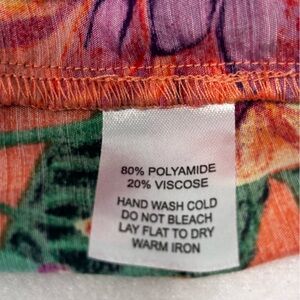 80% POLYAMIDE
20% VISCOSE
HAND WASH COLD
DO NOT BLEACH
LAY FLAT TO DRY
WARM IRON